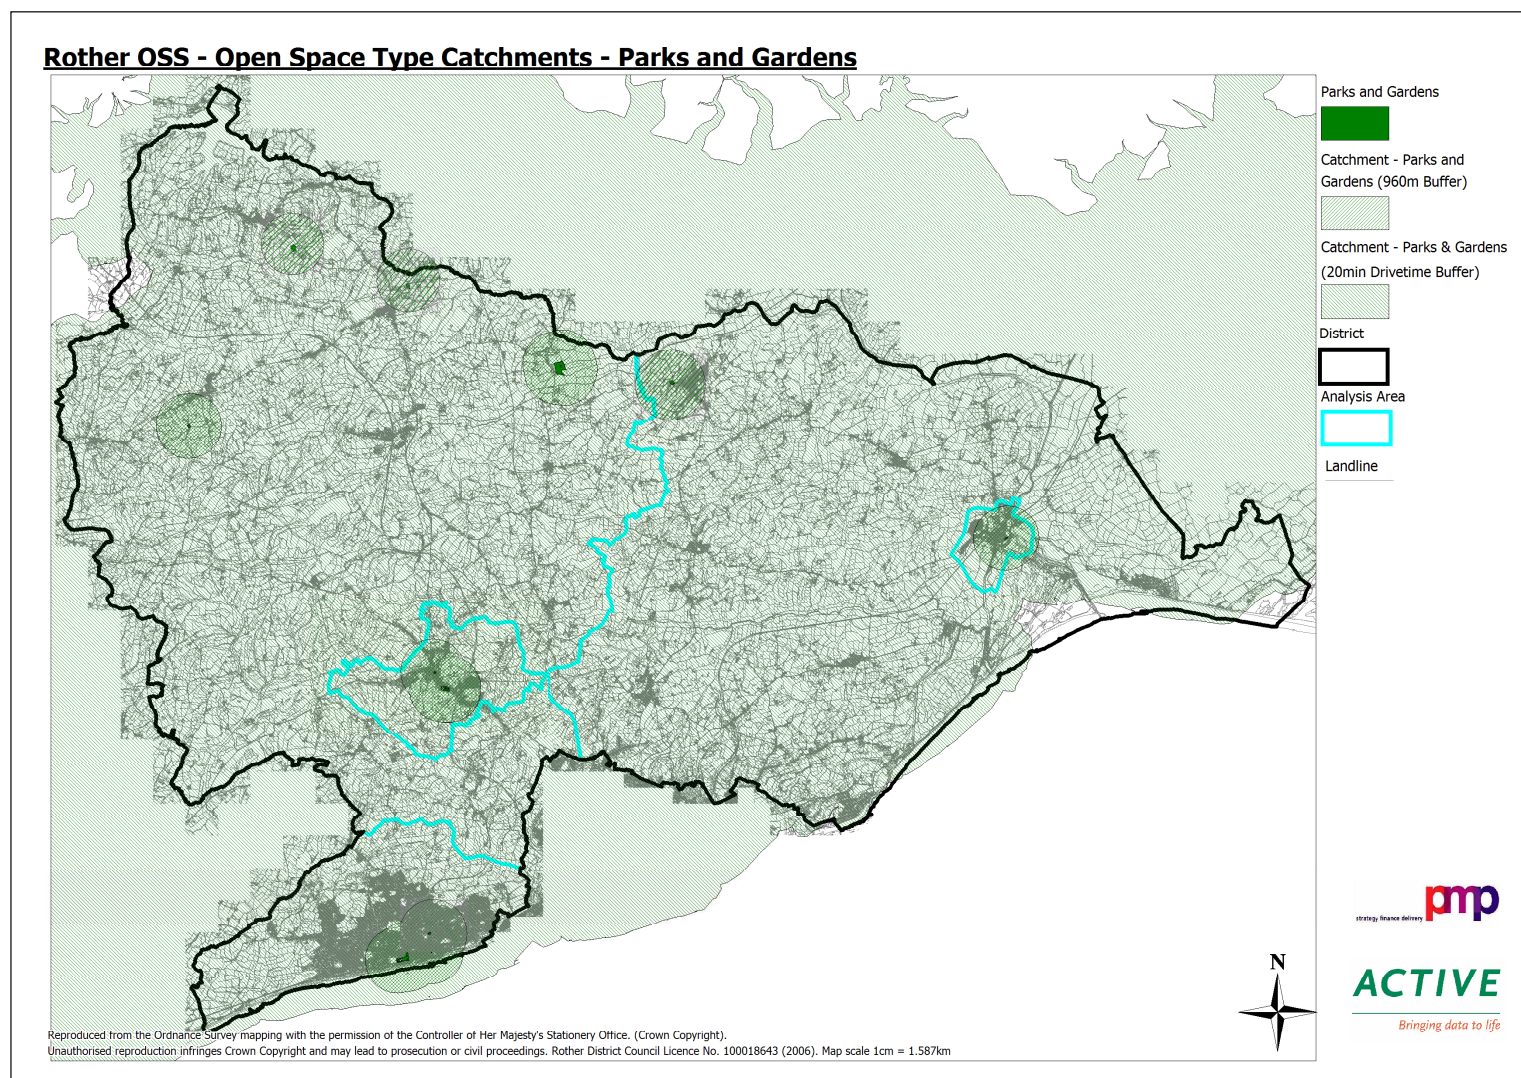 Rother OSS - Open Space Type Catchments - Parks and Gardens
Parks and Gardens
Catchment - Parks and
Gardens (960m Buffer)
Catchment - Parks & Gardens
(20min Drivetime Buffer)
District
Analysis Area
Landline
pmp
strategy finance delivery
N
ACTIVE
Bringing data to life
Reproduced from the Ordnance Survey mapping with the permission of the Controller of Her Majesty's Stationery Office. (Crown Copyright).
Unauthorised reproduction infringes Crown Copyright and may lead to prosecution or civil proceedings. Rother District Council Licence No. 100018643 (2006). Map scale 1cm = 1.587km